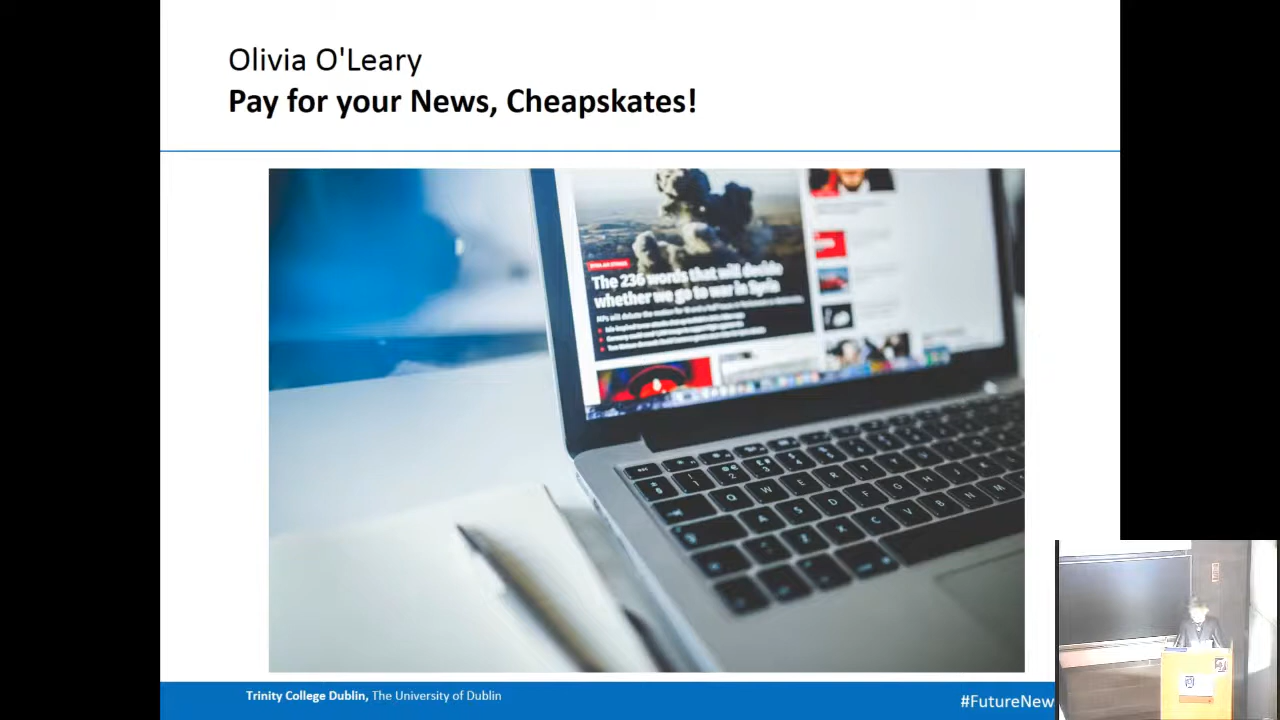 Olivia O'Leary
Pay for your News, Cheapskates!
The 236 words that will decide
whether we go to war in Syria
Trinity College Dublin, The University of Dublin
#FutureNew